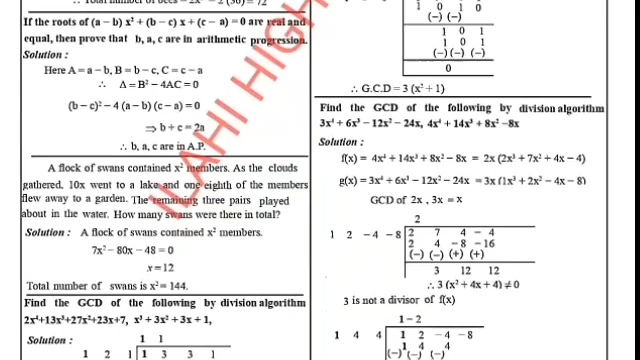 ∴ Total number of bees = 2x² = 2 (36) = 72
If the roots of (a – b) x² + (b – c) x + (c – a) = 0 are real and
equal, then prove that b, a, c are in arithmetic progression.
Solution :
Here A = a – b, B = b – c, C = c – a
∴ Δ = B² – 4AC = 0
(b – c)² – 4 (a – b) (c – a) = 0
⇒ b + c = 2a
∴ b, a, c are in A.P.
A flock of swans contained x² members. As the clouds
gathered, 10x went to a lake and one eighth of the members
flew away to a garden. The remaining three pairs played
about in the water. How many swans were there in total?
Solution : A flock of swans contained x² members.
7x² – 80x – 48 = 0
x = 12
Total number of swans is x² = 144.
Find the GCD of the following by division algorithm
2x⁴+13x³+27x²+23x+7, x³ + 3x² + 3x + 1,
Solution :
1 1
1 2 1 1 3 3 1
1 0 1 0
(–) (–)
1 0 1
1 0 1
(–) (–) (–)
0
∴ G.C.D = 3 (x² + 1)
Find the GCD of the following by division algorithm
3x⁴ + 6x³ – 12x² – 24x, 4x⁴ + 14x³ + 8x² –8x
Solution :
f(x) = 4x⁴ + 14x³ + 8x² – 8x = 2x (2x³ + 7x² + 4x – 4)
g(x) = 3x⁴ + 6x³ – 12x² – 24x = 3x (1x³ + 2x² – 4x – 8)
GCD of 2x , 3x = x
2
1 2 –4 –8 2 7 4 – 4
2 4 – 8 – 16
(–) (–) (+) (+)
3 12 12
∴ 3 (x² + 4x + 4) ≠ 0
3 is not a divisor of f(x)
1 – 2
1 4 4 1 2 – 4 – 8
1 4 4
(–) (–) (–)
ILAHI HIGH